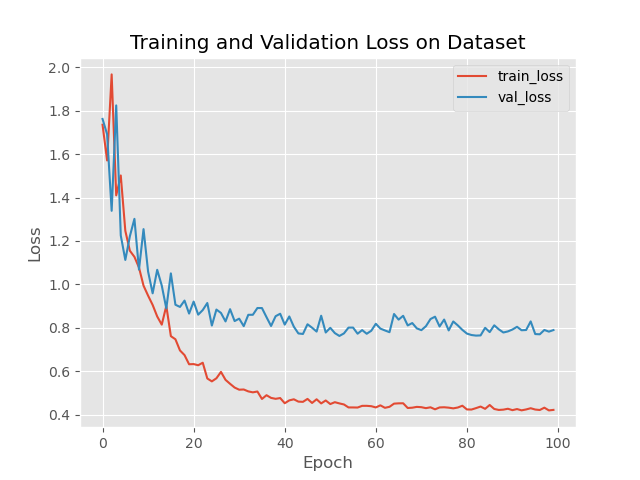 Training and Validation Loss on Dataset
train_loss
val_loss
2.0
1.8
1.6
1.4
1.2
1.0
0.8
0.6
0.4
Loss
0 20 40 60 80 100
Epoch